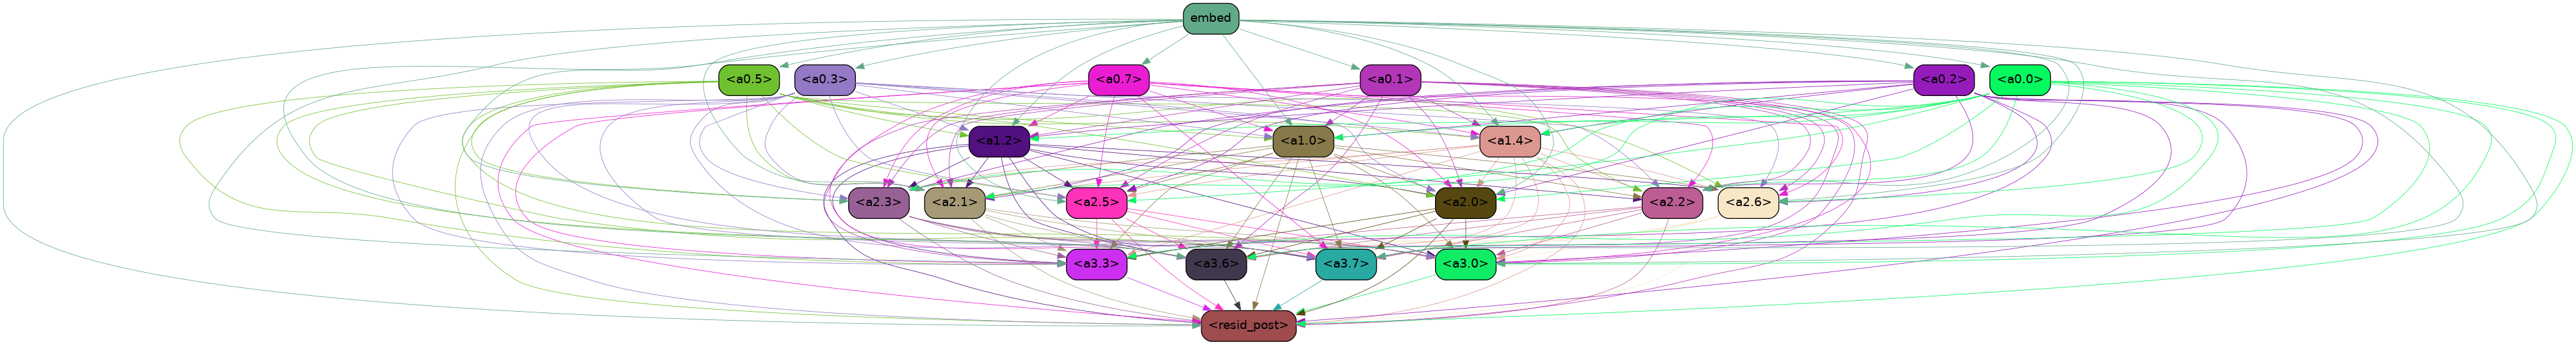 embed
<a0.5> <a0.3> <a0.7> <a0.1> <a0.2> <a0.0>
<a1.2> <a1.0> <a1.4>
<a2.3> <a2.1> <a2.5> <a2.0> <a2.2> <a2.6>
<a3.3> <a3.6> <a3.7> <a3.0>
<resid_post>